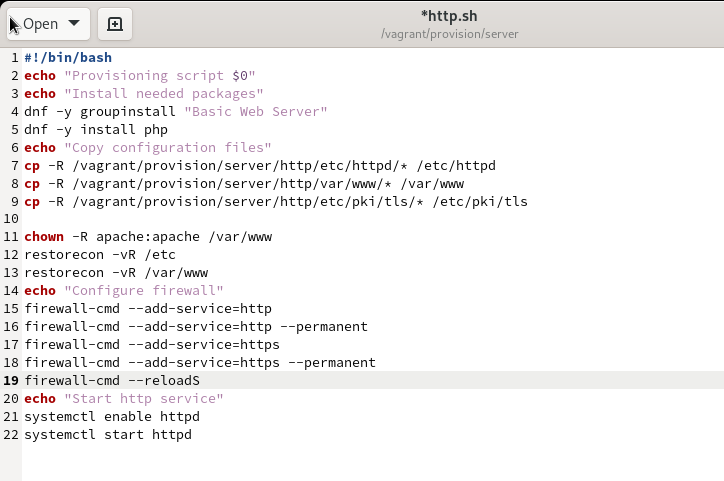 Open
*http.sh
/vagrant/provision/server
1 #!/bin/bash
2 echo "Provisioning script $0"
3 echo "Install needed packages"
4 dnf -y groupinstall "Basic Web Server"
5 dnf -y install php
6 echo "Copy configuration files"
7 cp -R /vagrant/provision/server/http/etc/httpd/* /etc/httpd
8 cp -R /vagrant/provision/server/http/var/www/* /var/www
9 cp -R /vagrant/provision/server/http/etc/pki/tls/* /etc/pki/tls
10
11 chown -R apache:apache /var/www
12 restorecon -vR /etc
13 restorecon -vR /var/www
14 echo "Configure firewall"
15 firewall-cmd --add-service=http
16 firewall-cmd --add-service=http --permanent
17 firewall-cmd --add-service=https
18 firewall-cmd --add-service=https --permanent
19 firewall-cmd --reloadS
20 echo "Start http service"
21 systemctl enable httpd
22 systemctl start httpd